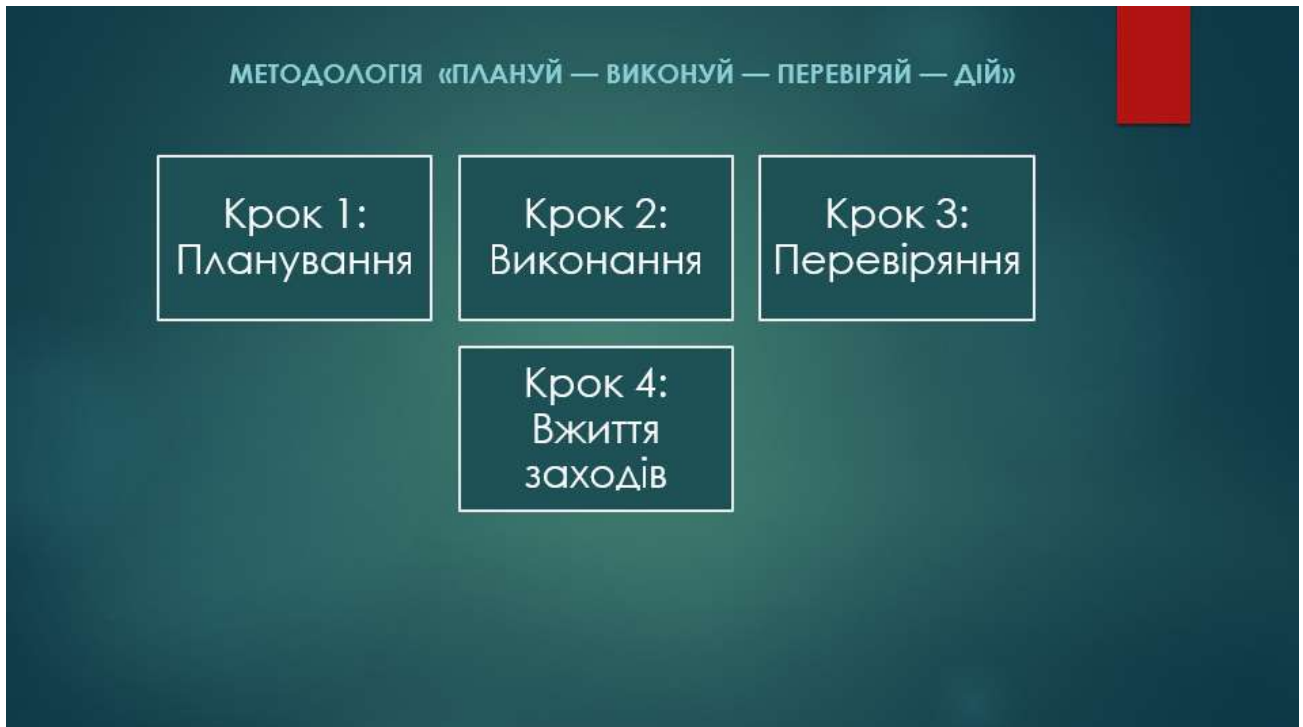 МЕТОДОЛОГІЯ «ПЛАНУЙ — ВИКОНУЙ — ПЕРЕВІРЯЙ — ДІЙ»
Крок 1:
Планування
Крок 2:
Виконання
Крок 3:
Перевіряння
Крок 4:
Вжиття
заходів